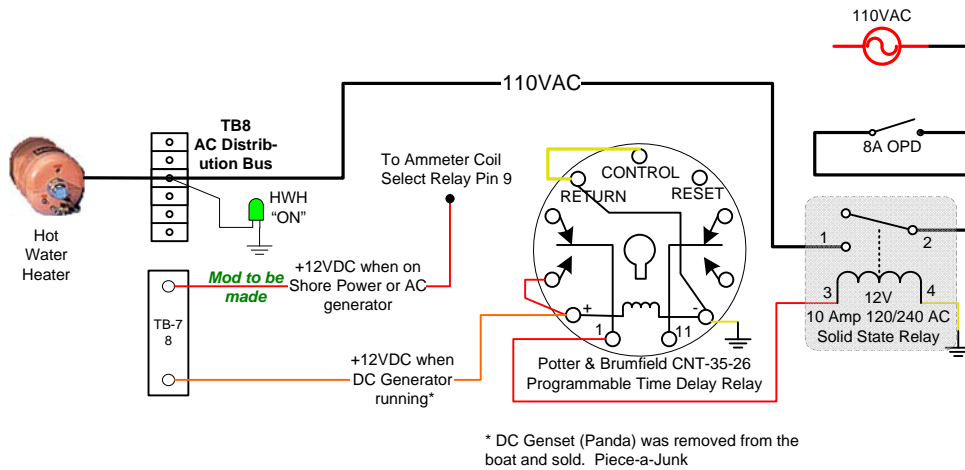 110VAC
110VAC
TB8
AC Distrib-
ution Bus
8A OPD
To Ammeter Coil
Select Relay Pin 9
CONTROL
RETURN
RESET
HWH
"ON"
Hot
Water
Heater
1
2
+12VDC when on
Shore Power or AC
generator
Mod to be
made
3
12V
4
10 Amp 120/240 AC
Solid State Relay
TB-7
8
+
-
1
11
+12VDC when
DC Generator
running*
Potter & Brumfield CNT-35-26
Programmable Time Delay Relay
* DC Genset (Panda) was removed from the
boat and sold.  Piece-a-Junk